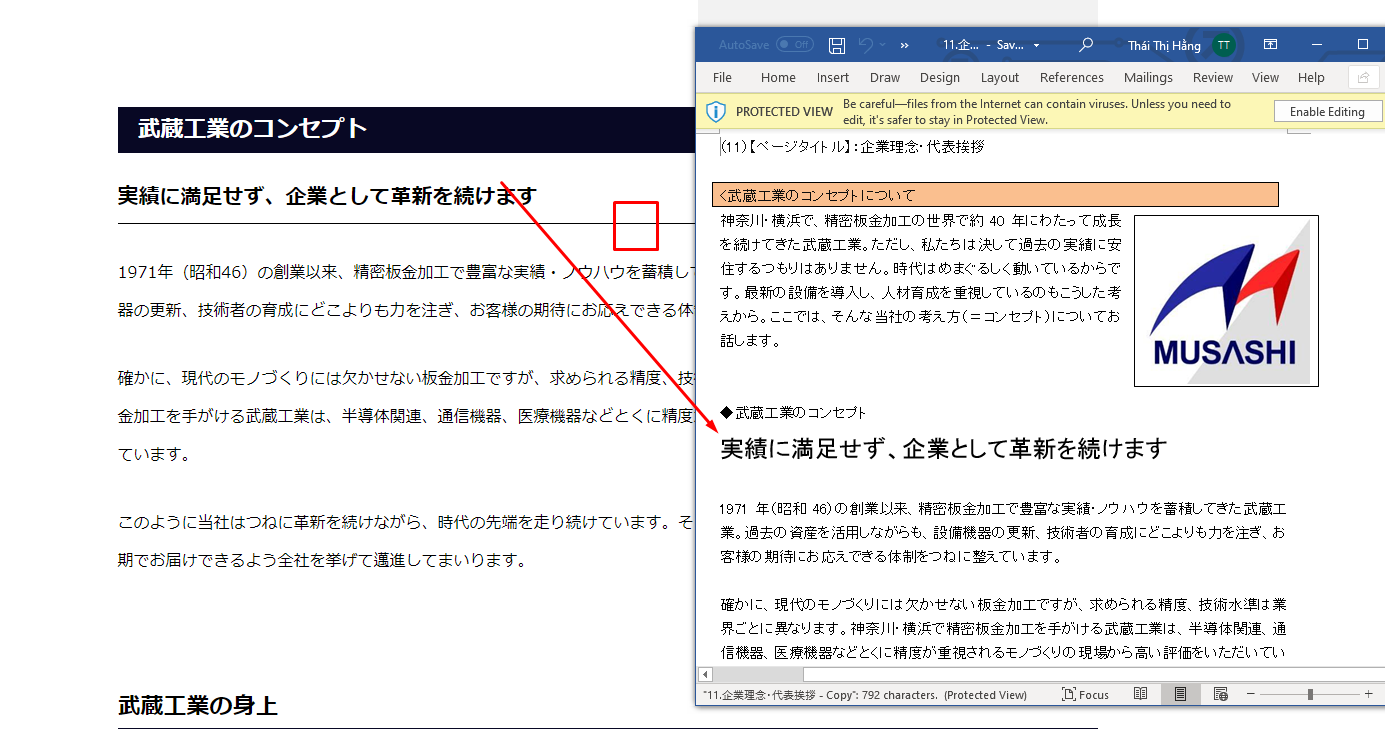 武蔵工業のコンセプト
実績に満足せず、企業として革新を続けます
1971年（昭和46）の創業以来、精密板金加工で豊富な実績・ノウハウを蓄積して
器の更新、技術者の育成にどこよりも力を注ぎ、お客様の期待にお応えできる体
確かに、現代のモノづくりには欠かせない板金加工ですが、求められる精度、技
金加工を手がける武蔵工業は、半導体関連、通信機器、医療機器などとくに精度
ています。
このように当社はつねに革新を続けながら、時代の先端を走り続けています。そ
期でお届けできるよう全社を挙げて邁進してまいります。
武蔵工業の身上
AutoSave Off 11.企... - Sav... Thái Thị Hằng TT
File Home Insert Draw Design Layout References Mailings Review View Help
PROTECTED VIEW Be careful—files from the Internet can contain viruses. Unless you need to
edit, it's safer to stay in Protected View. Enable Editing
(11)【ページタイトル】：企業理念・代表挨拶
<武蔵工業のコンセプトについて
神奈川・横浜で、精密板金加工の世界で約 40 年にわたって成長
を続けてきた武蔵工業。ただし、私たちは決して過去の実績に安
住するつもりはありません。時代はめまぐるしく動いているからで
す。最新の設備を導入し、人材育成を重視しているのもこうした考
えから。ここでは、そんな当社の考え方（＝コンセプト）についてお
話します。
MUSASHI
◆武蔵工業のコンセプト
実績に満足せず、企業として革新を続けます
1971 年（昭和 46）の創業以来、精密板金加工で豊富な実績・ノウハウを蓄積してきた武蔵工
業。過去の資産を活用しながらも、設備機器の更新、技術者の育成にどこよりも力を注ぎ、お
客様の期待にお応えできる体制をつねに整えています。
確かに、現代のモノづくりには欠かせない板金加工ですが、求められる精度、技術水準は業
界ごとに異なります。神奈川・横浜で精密板金加工を手がける武蔵工業は、半導体関連、通
信機器、医療機器などとくに精度が重視されるモノづくりの現場から高い評価をいただいてい
"11.企業理念・代表挨拶 - Copy": 792 characters. (Protected View) Focus